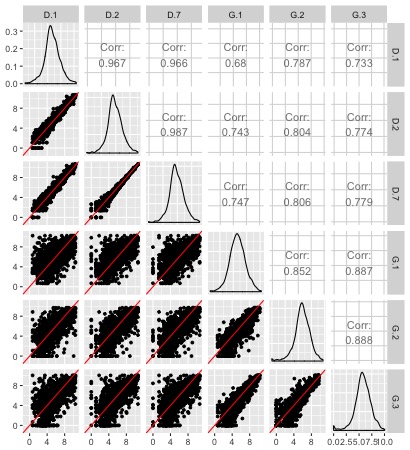 D.1 D.2 D.7 G.1 G.2 G.3
0.3
0.2
0.1
0.0
Corr:
0.967
Corr:
0.966
Corr:
0.68
Corr:
0.787
Corr:
0.733
D.1
8
4
0
Corr:
0.987
Corr:
0.743
Corr:
0.804
Corr:
0.774
D.2
8
4
0
Corr:
0.747
Corr:
0.806
Corr:
0.779
D.7
8
4
0
Corr:
0.852
Corr:
0.887
G.1
8
4
0
Corr:
0.888
G.2
8
4
0
G.3
0 4 8 0 4 8 0 4 8 0 4 8 0 4 8 0.02.55.07.510.0